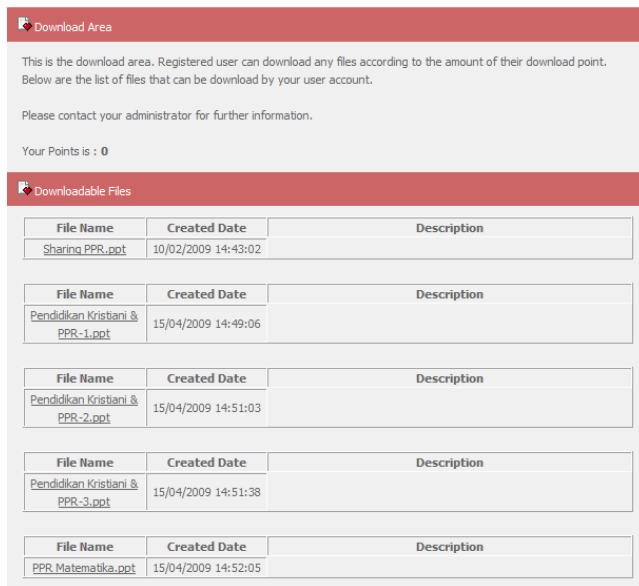 Download Area
This is the download area. Registered user can download any files according to the amount of their download point.
Below are the list of files that can be download by your user account.
Please contact your administrator for further information.
Your Points is : 0
Downloadable Files
File Name Created Date Description
Sharing PPR.ppt 10/02/2009 14:43:02
File Name Created Date Description
Pendidikan Kristiani &
PPR-1.ppt 15/04/2009 14:49:06
File Name Created Date Description
Pendidikan Kristiani &
PPR-2.ppt 15/04/2009 14:51:03
File Name Created Date Description
Pendidikan Kristiani &
PPR-3.ppt 15/04/2009 14:51:38
File Name Created Date Description
PPR Matematika.ppt 15/04/2009 14:52:05